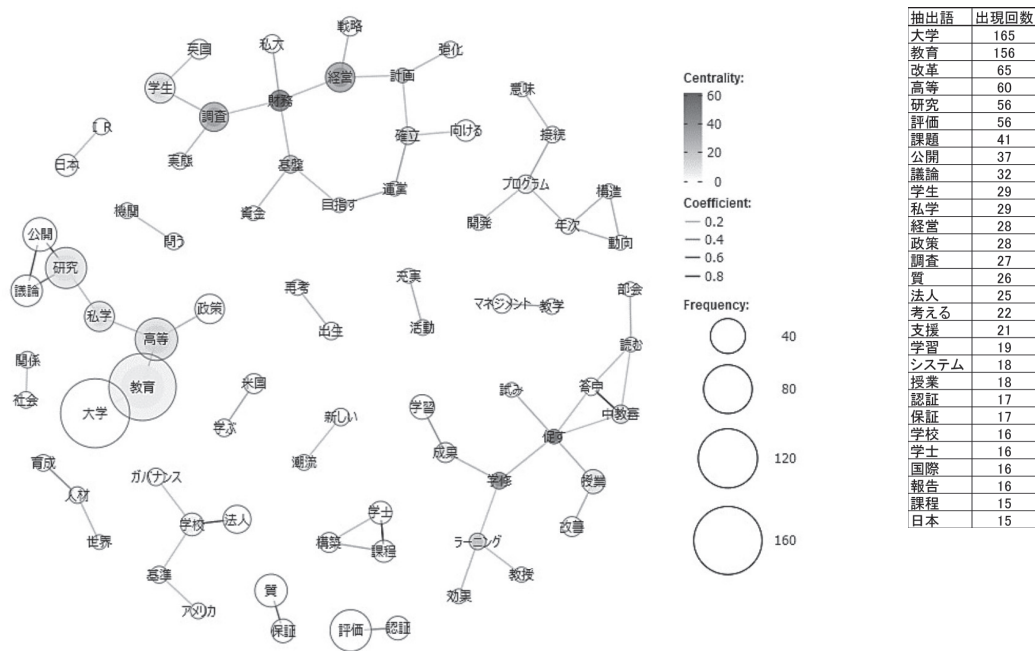 戦略
私大
強化
英国
経営
計画
学生
財務
調査
意味
ＩＲ
確立
向ける
接続
日本
実態
基盤
運営
プログラム
構造
資金
目指す
機関
問う
開発
年次
動向
公開
研究
議論
私学
政策
高等
再考
出生
充実
活動
マネジメント
教学
部会
読む
関係
社会
教育
大学
米国
学ぶ
新しい
潮流
学習
試み
答申
中教審
促す
成果
学修
授業
改善
育成
人材
世界
ガバナンス
学校
法人
基準
アメリカ
学士
構築
課程
ラーニング
教授
効果
質
保証
評価
認証
Centrality:
60
40
20
0
Coefficient:
0.2
0.4
0.6
0.8
Frequency:
40
80
120
160
抽出語 出現回数
大学 165
教育 156
改革 65
高等 60
研究 56
評価 56
課題 41
公開 37
議論 32
学生 29
私学 29
経営 28
政策 28
調査 27
質 26
法人 25
考える 22
支援 21
学習 19
システム 18
授業 18
認証 17
保証 17
学校 16
学士 16
国際 16
報告 16
課程 15
日本 15